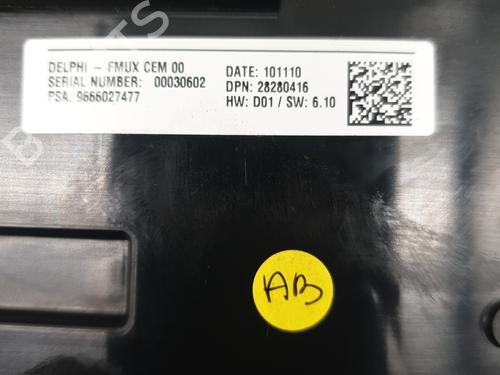 DELPHI - FMUX CEM 00
SERIAL NUMBER: 00030602
PSA: 9666027477
DATE: 101110
DPN: 28280416
HW: D01 / SW: 6.10
AB